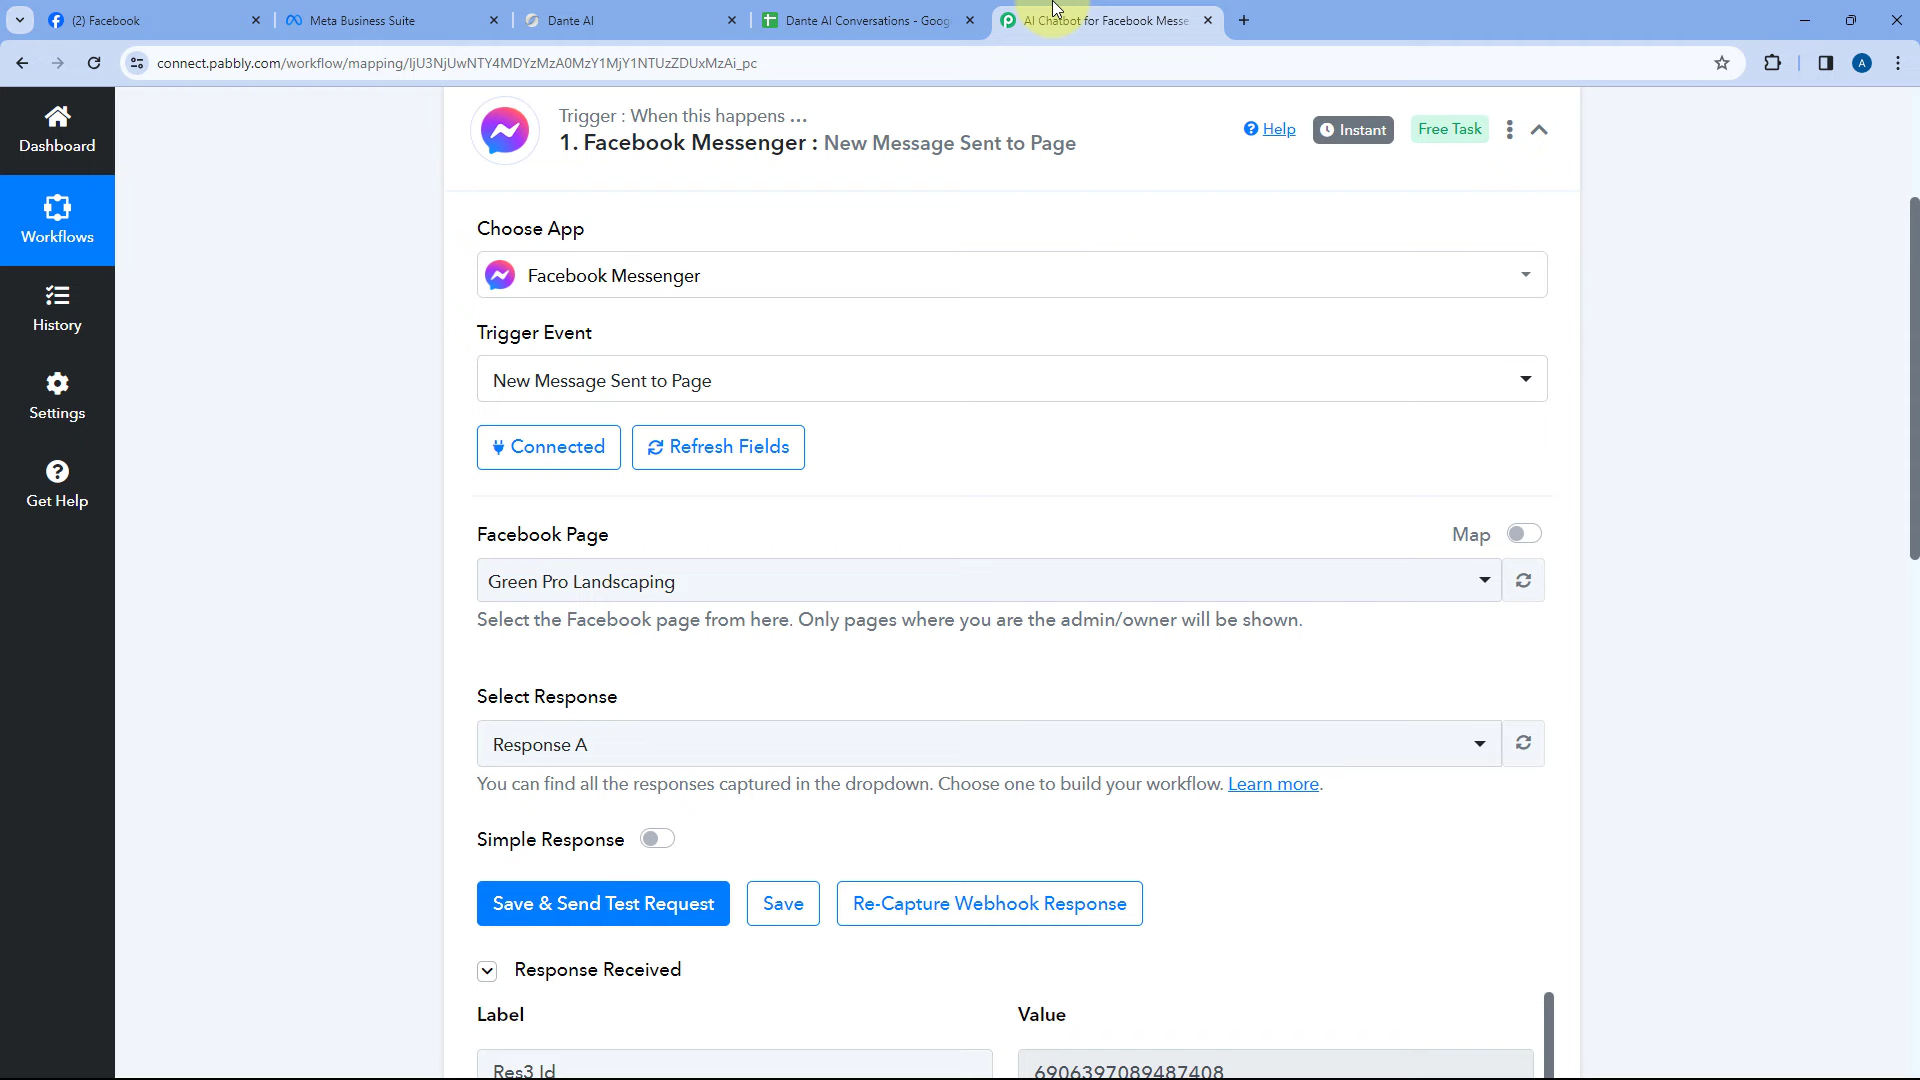 (2) Facebook
Meta Business Suite
Dante AI
Dante AI Conversations - Goog
AI Chatbot for Facebook Messe
connect.pabbly.com/workflow/mapping/IjU3NjUwNTY4MDYzMzA0MzY1MjY1NTUzZDUxMzAi_pc
A
Dashboard
Workflows
History
Settings
Get Help
Trigger : When this happens ...
1. Facebook Messenger : New Message Sent to Page
Help
Instant
Free Task
Choose App
Facebook Messenger
Trigger Event
New Message Sent to Page
Connected
Refresh Fields
Facebook Page
Map
Green Pro Landscaping
Select the Facebook page from here. Only pages where you are the admin/owner will be shown.
Select Response
Response A
You can find all the responses captured in the dropdown. Choose one to build your workflow. Learn more.
Simple Response
Save & Send Test Request
Save
Re-Capture Webhook Response
Response Received
Label
Value
Res3 Id
6906397089487408